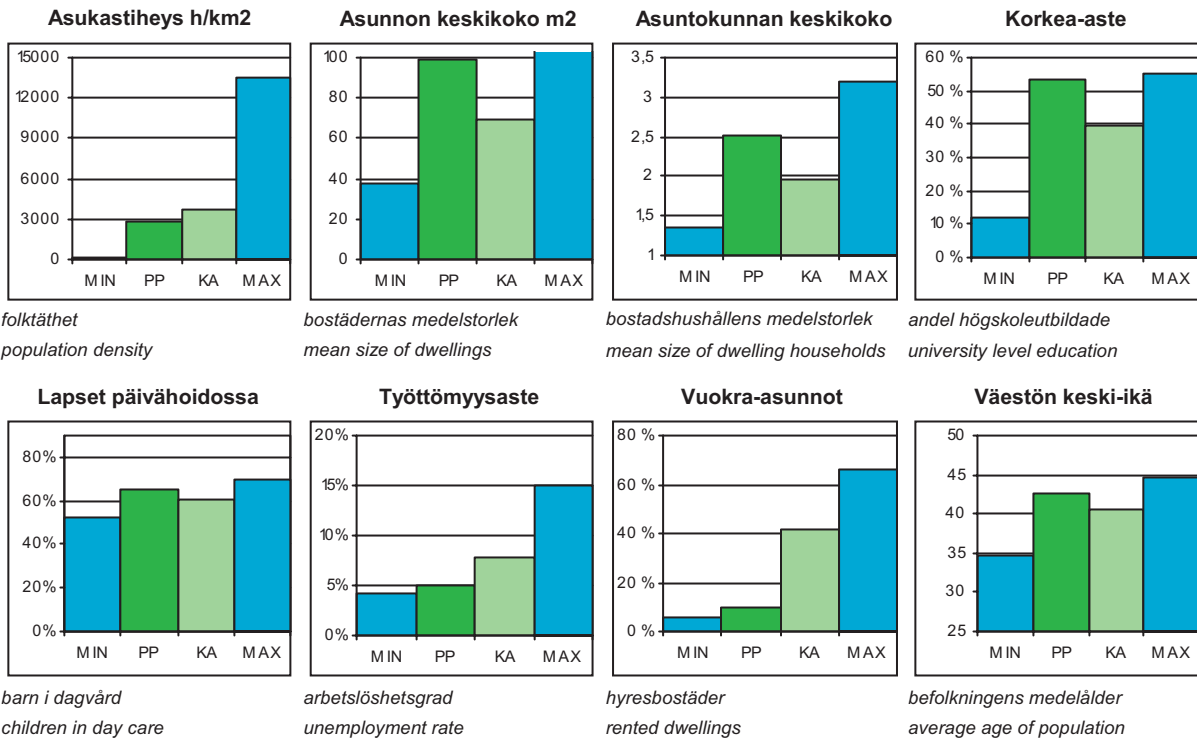 Asukastiheys h/km2
15000
12000
9000
6000
3000
0
MIN PP KA MAX
folktäthet
population density
Asunnon keskikoko m2
100
80
60
40
20
0
MIN PP KA MAX
bostädernas medelstorlek
mean size of dwellings
Asuntokunnan keskikoko
3,5
3
2,5
2
1,5
1
MIN PP KA MAX
bostadshushållens medelstorlek
mean size of dwelling households
Korkea-aste
60 %
50 %
40 %
30 %
20 %
10 %
0 %
MIN PP KA MAX
andel högskoleutbildade
university level education
Lapset päivähoidossa
80%
60%
40%
20%
0%
MIN PP KA MAX
barn i dagvård
children in day care
Työttömyysaste
20%
15%
10%
5%
0%
MIN PP KA MAX
arbetslöshetsgrad
unemployment rate
Vuokra-asunnot
80 %
60 %
40 %
20 %
0 %
MIN PP KA MAX
hyresbostäder
rented dwellings
Väestön keski-ikä
50
45
40
35
30
25
MIN PP KA MAX
befolkningens medelålder
average age of population